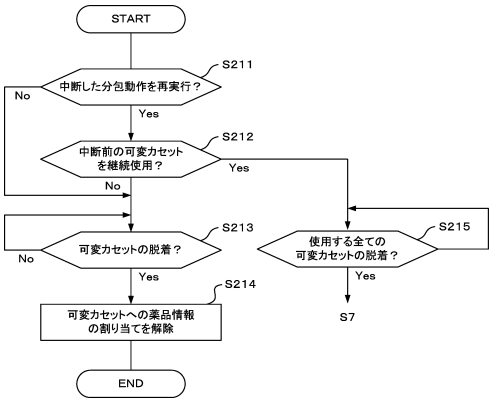 START
S211
中断した分包動作を再実行？
No
Yes
S212
中断前の可変カセット
を継続使用？
Yes
No
S213
可変カセットの脱着？
No
Yes
S215
使用する全ての
可変カセットの脱着？
Yes
S7
S214
可変カセットへの薬品情報
の割り当てを解除
END